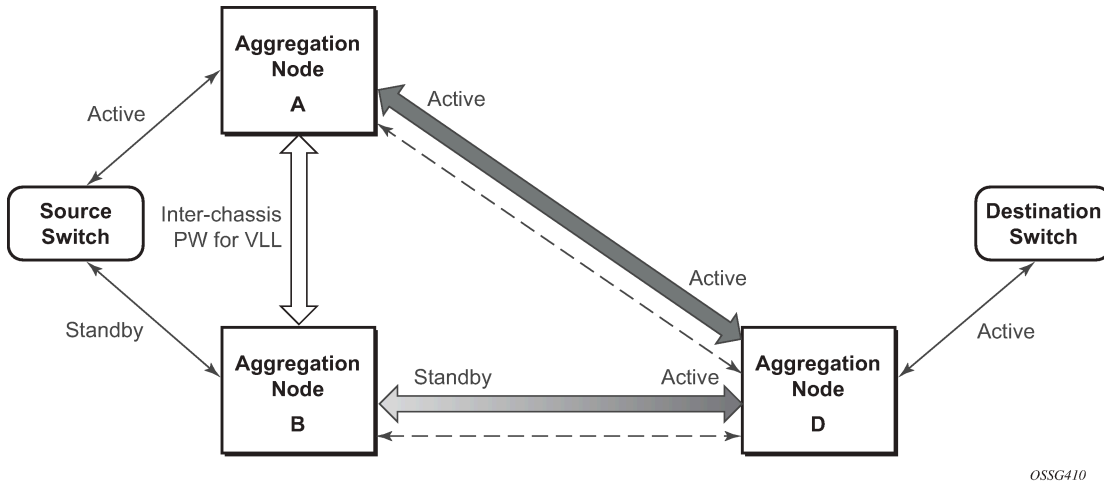 Aggregation
Node
A
Active
Active
Source
Switch
Inter-chassis
PW for VLL
Destination
Switch
Active
Standby
Active
Aggregation
Node
B
Standby
Active
Aggregation
Node
D
OSSG410